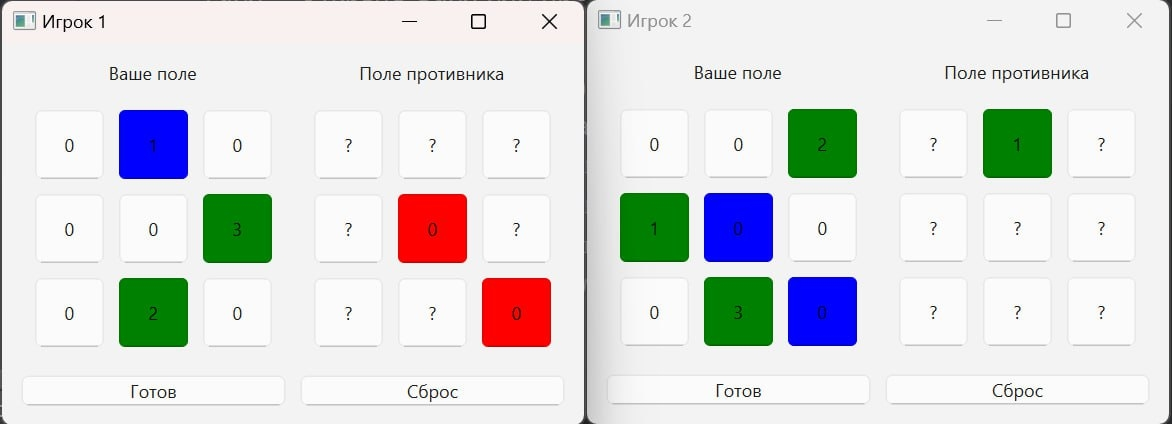 Игрок 1
Ваше поле
Поле противника
0 1 0 ? ? ?
0 0 3 ? 0 ?
0 2 0 ? ? 0
Готов
Сброс
Игрок 2
Ваше поле
Поле противника
0 0 2 ? 1 ?
1 0 0 ? ? ?
0 3 0 ? ? ?
Готов
Сброс